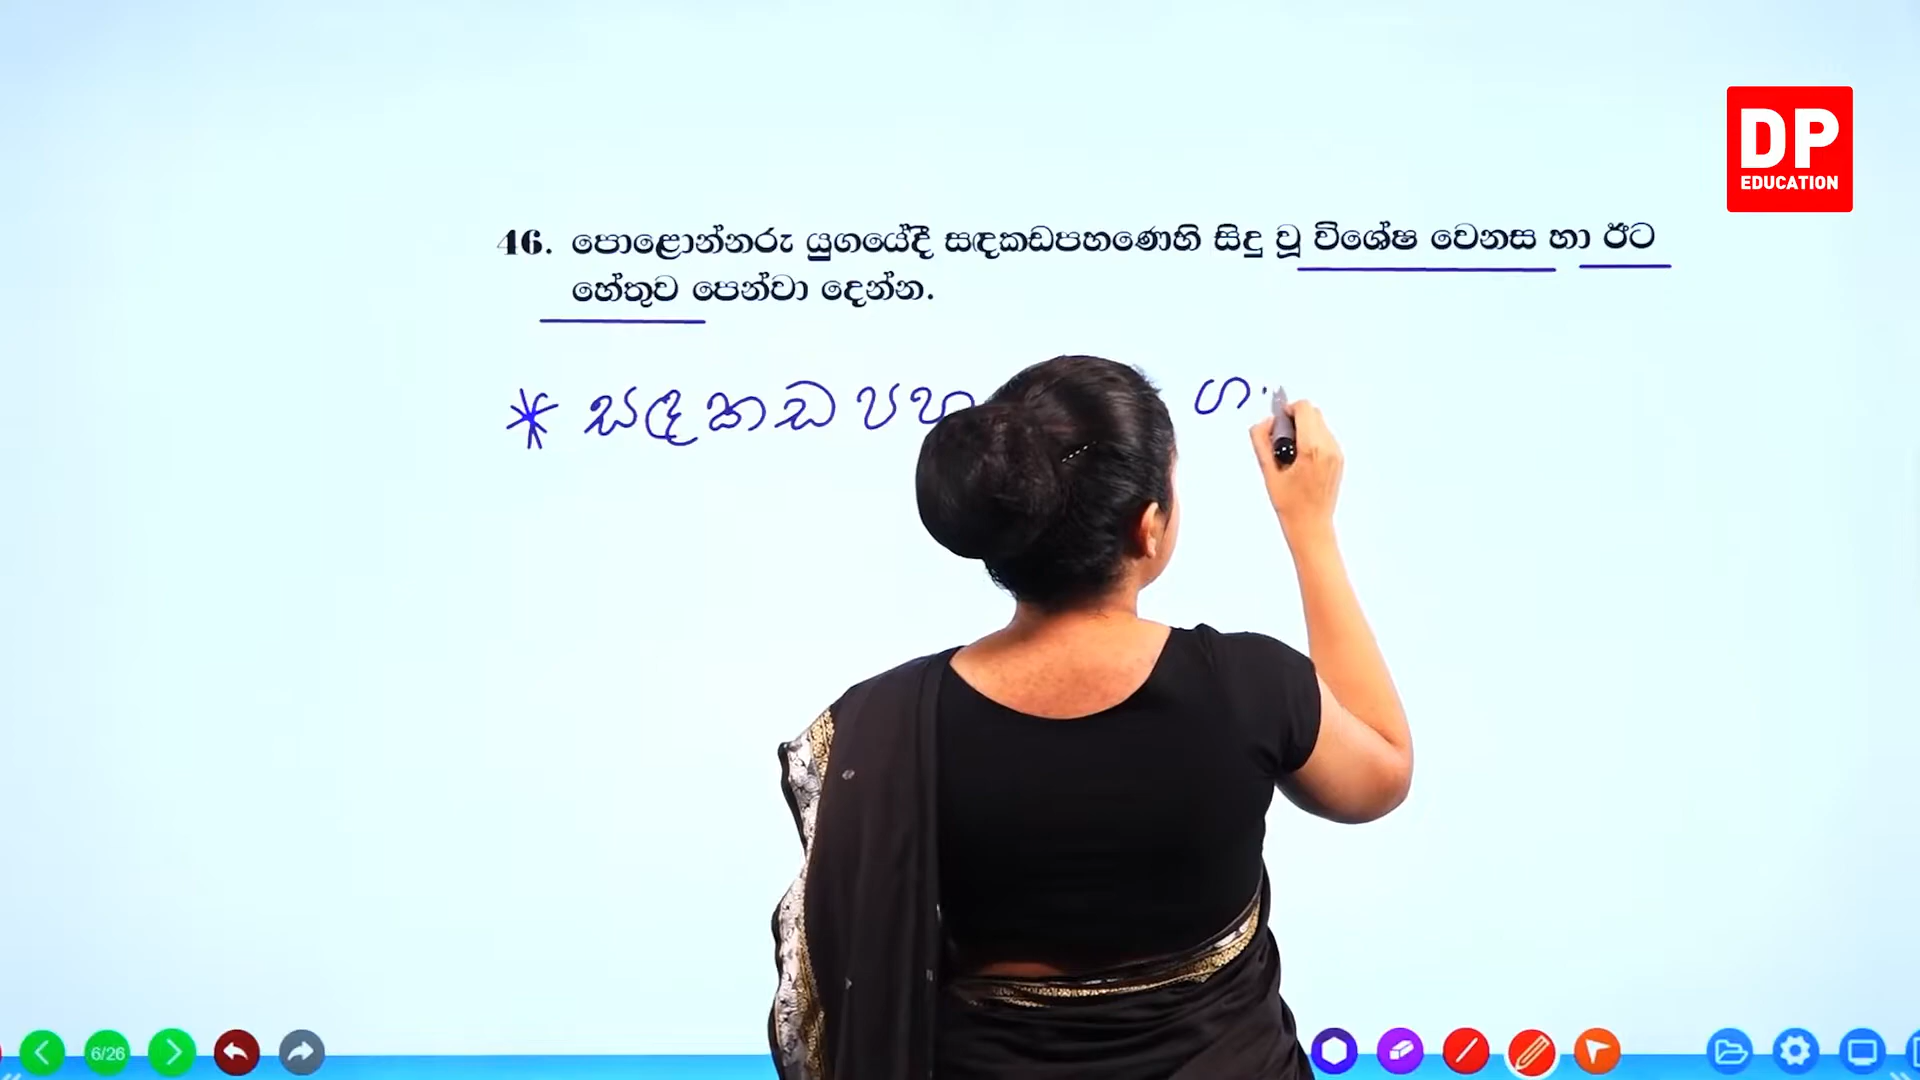 DP
EDUCATION
46. පොළොන්නරු යුගයේදී සඳකඩපහණෙහි සිදු වූ විශේෂ වෙනස හා ඊට
හේතුව පෙන්වා දෙන්න.
* සඳකඩපහ
6/26